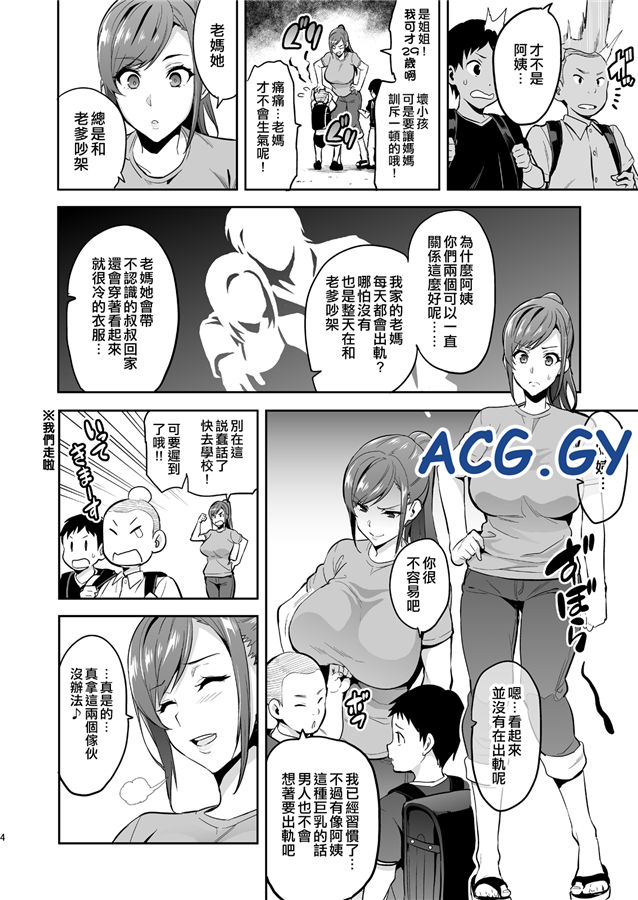 才不是
阿姨…
是姐姐!
我可才29歲啊
壞小孩
可是要讓媽媽
訓斥一頓的哦!
痛痛…老媽
才不會生氣呢!
老媽她
總是和
老爹吵架
為什麼阿姨
你們兩個可以一直
關係這麼好呢……
我家的老媽
每天都會出軌?
哪怕沒有
也是整天在和
老爹吵架
老媽她會帶
不認識的叔叔回家
還會穿著看起來
就很冷的衣服…
ACG.GY
ずぼら
嗯…看起來
並沒有在出軌呢
你很
不容易吧
我已經習慣了…
不過有像阿姨
這種巨乳的話
男人也不會
想著要出軌吧
別在這
說蠢話了
快去學校!
可要遲到
了哦!!
いって
きまーす
※我們走啦
…真是的…
真拿這兩個傢伙
沒辦法♪
4